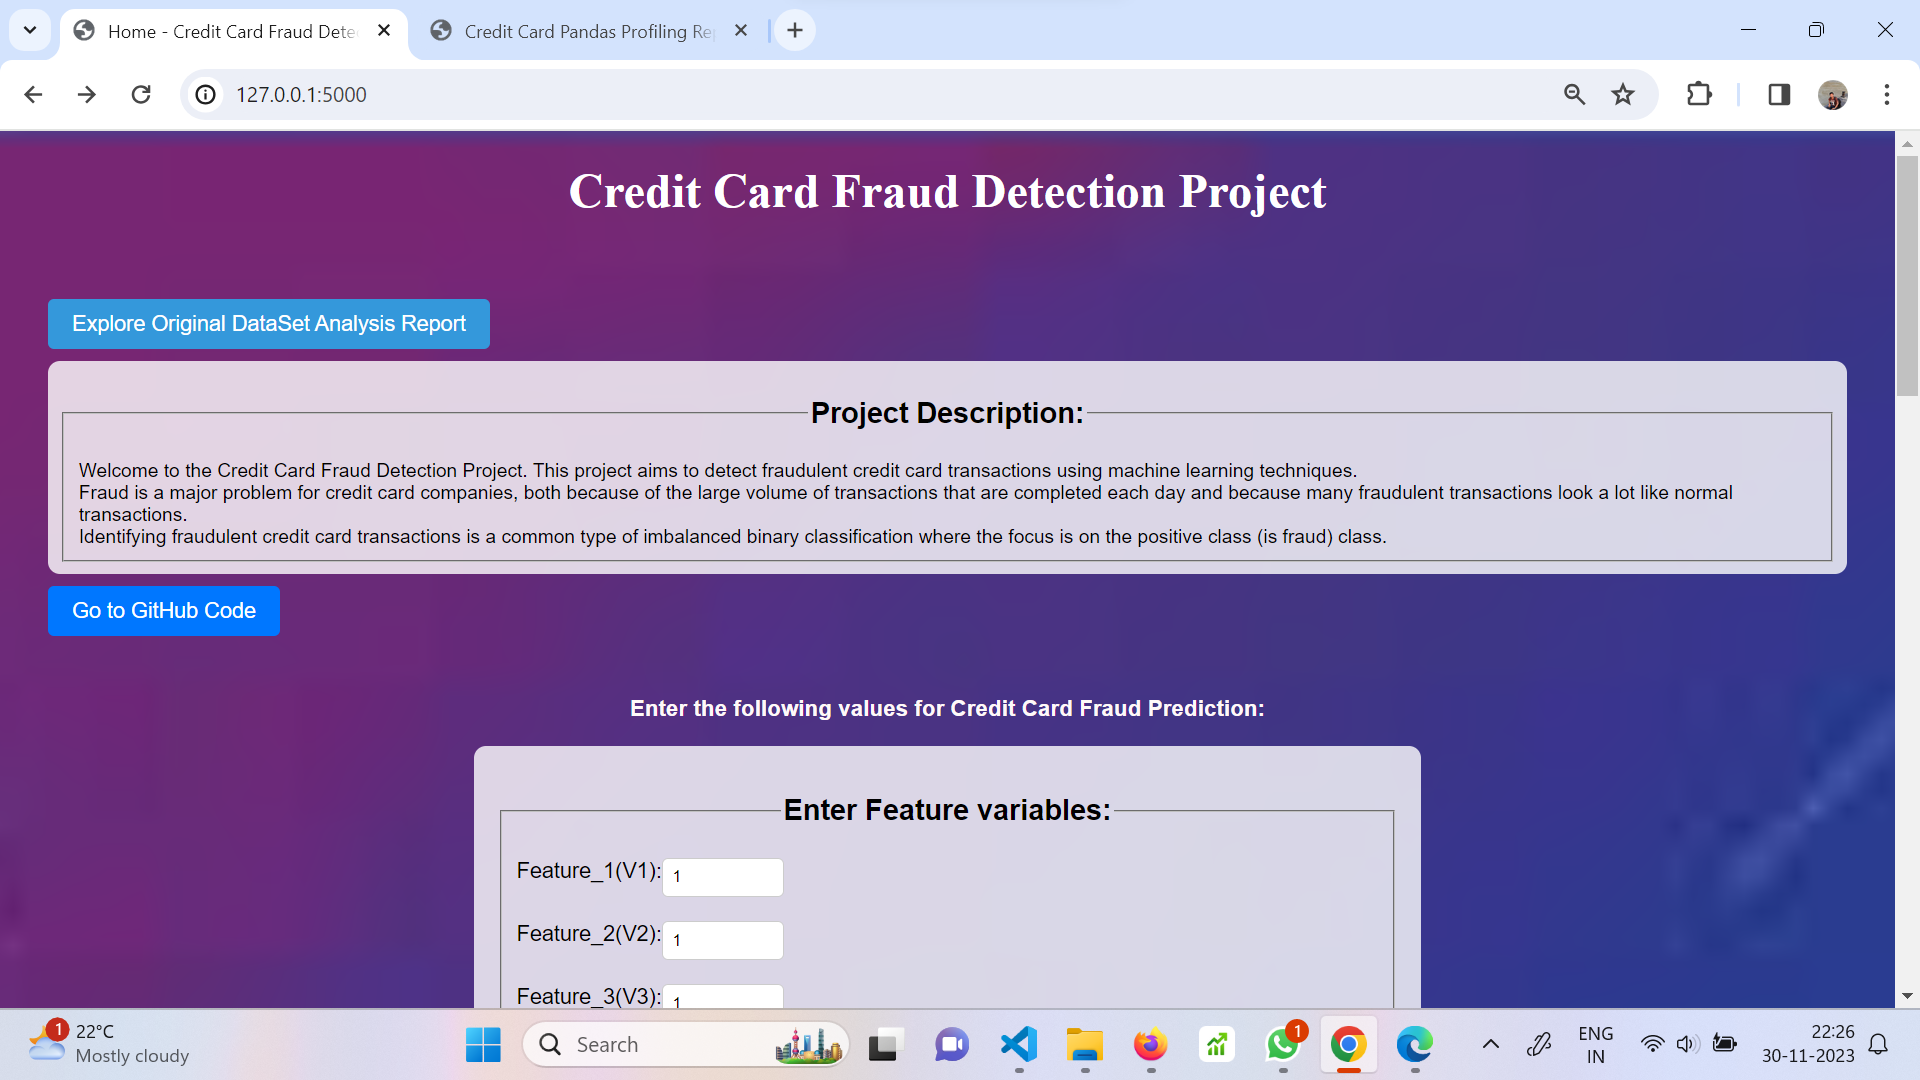 Home - Credit Card Fraud Dete
Credit Card Pandas Profiling Re
127.0.0.1:5000
Credit Card Fraud Detection Project
Explore Original DataSet Analysis Report
Project Description:
Welcome to the Credit Card Fraud Detection Project. This project aims to detect fraudulent credit card transactions using machine learning techniques.
Fraud is a major problem for credit card companies, both because of the large volume of transactions that are completed each day and because many fraudulent transactions look a lot like normal
transactions.
Identifying fraudulent credit card transactions is a common type of imbalanced binary classification where the focus is on the positive class (is fraud) class.
Go to GitHub Code
Enter the following values for Credit Card Fraud Prediction:
Enter Feature variables:
Feature_1(V1): 1
Feature_2(V2): 1
Feature_3(V3): 1
1
22°C
Mostly cloudy
Search
1
ENG
IN
22:26
30-11-2023